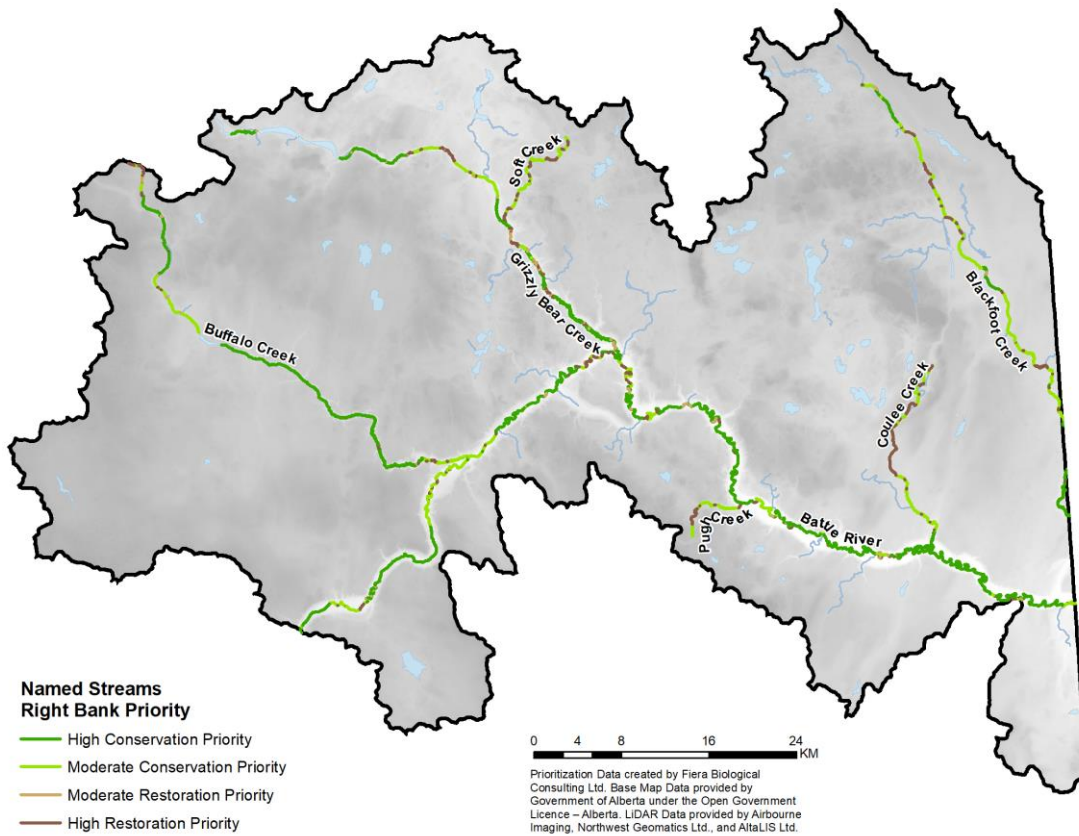 Soft Creek
Grizzly Bear Creek
Buffalo Creek
Blackfoot Creek
Coulee Creek
Pugh Creek
Battle River
Named Streams
Right Bank Priority
High Conservation Priority
Moderate Conservation Priority
Moderate Restoration Priority
High Restoration Priority
0 4 8 16 24
KM
Prioritization Data created by Fiera Biological
Consulting Ltd. Base Map Data provided by
Government of Alberta under the Open Government
Licence – Alberta. LiDAR Data provided by Airbourne
Imaging, Northwest Geomatics Ltd., and AltaLIS Ltd.